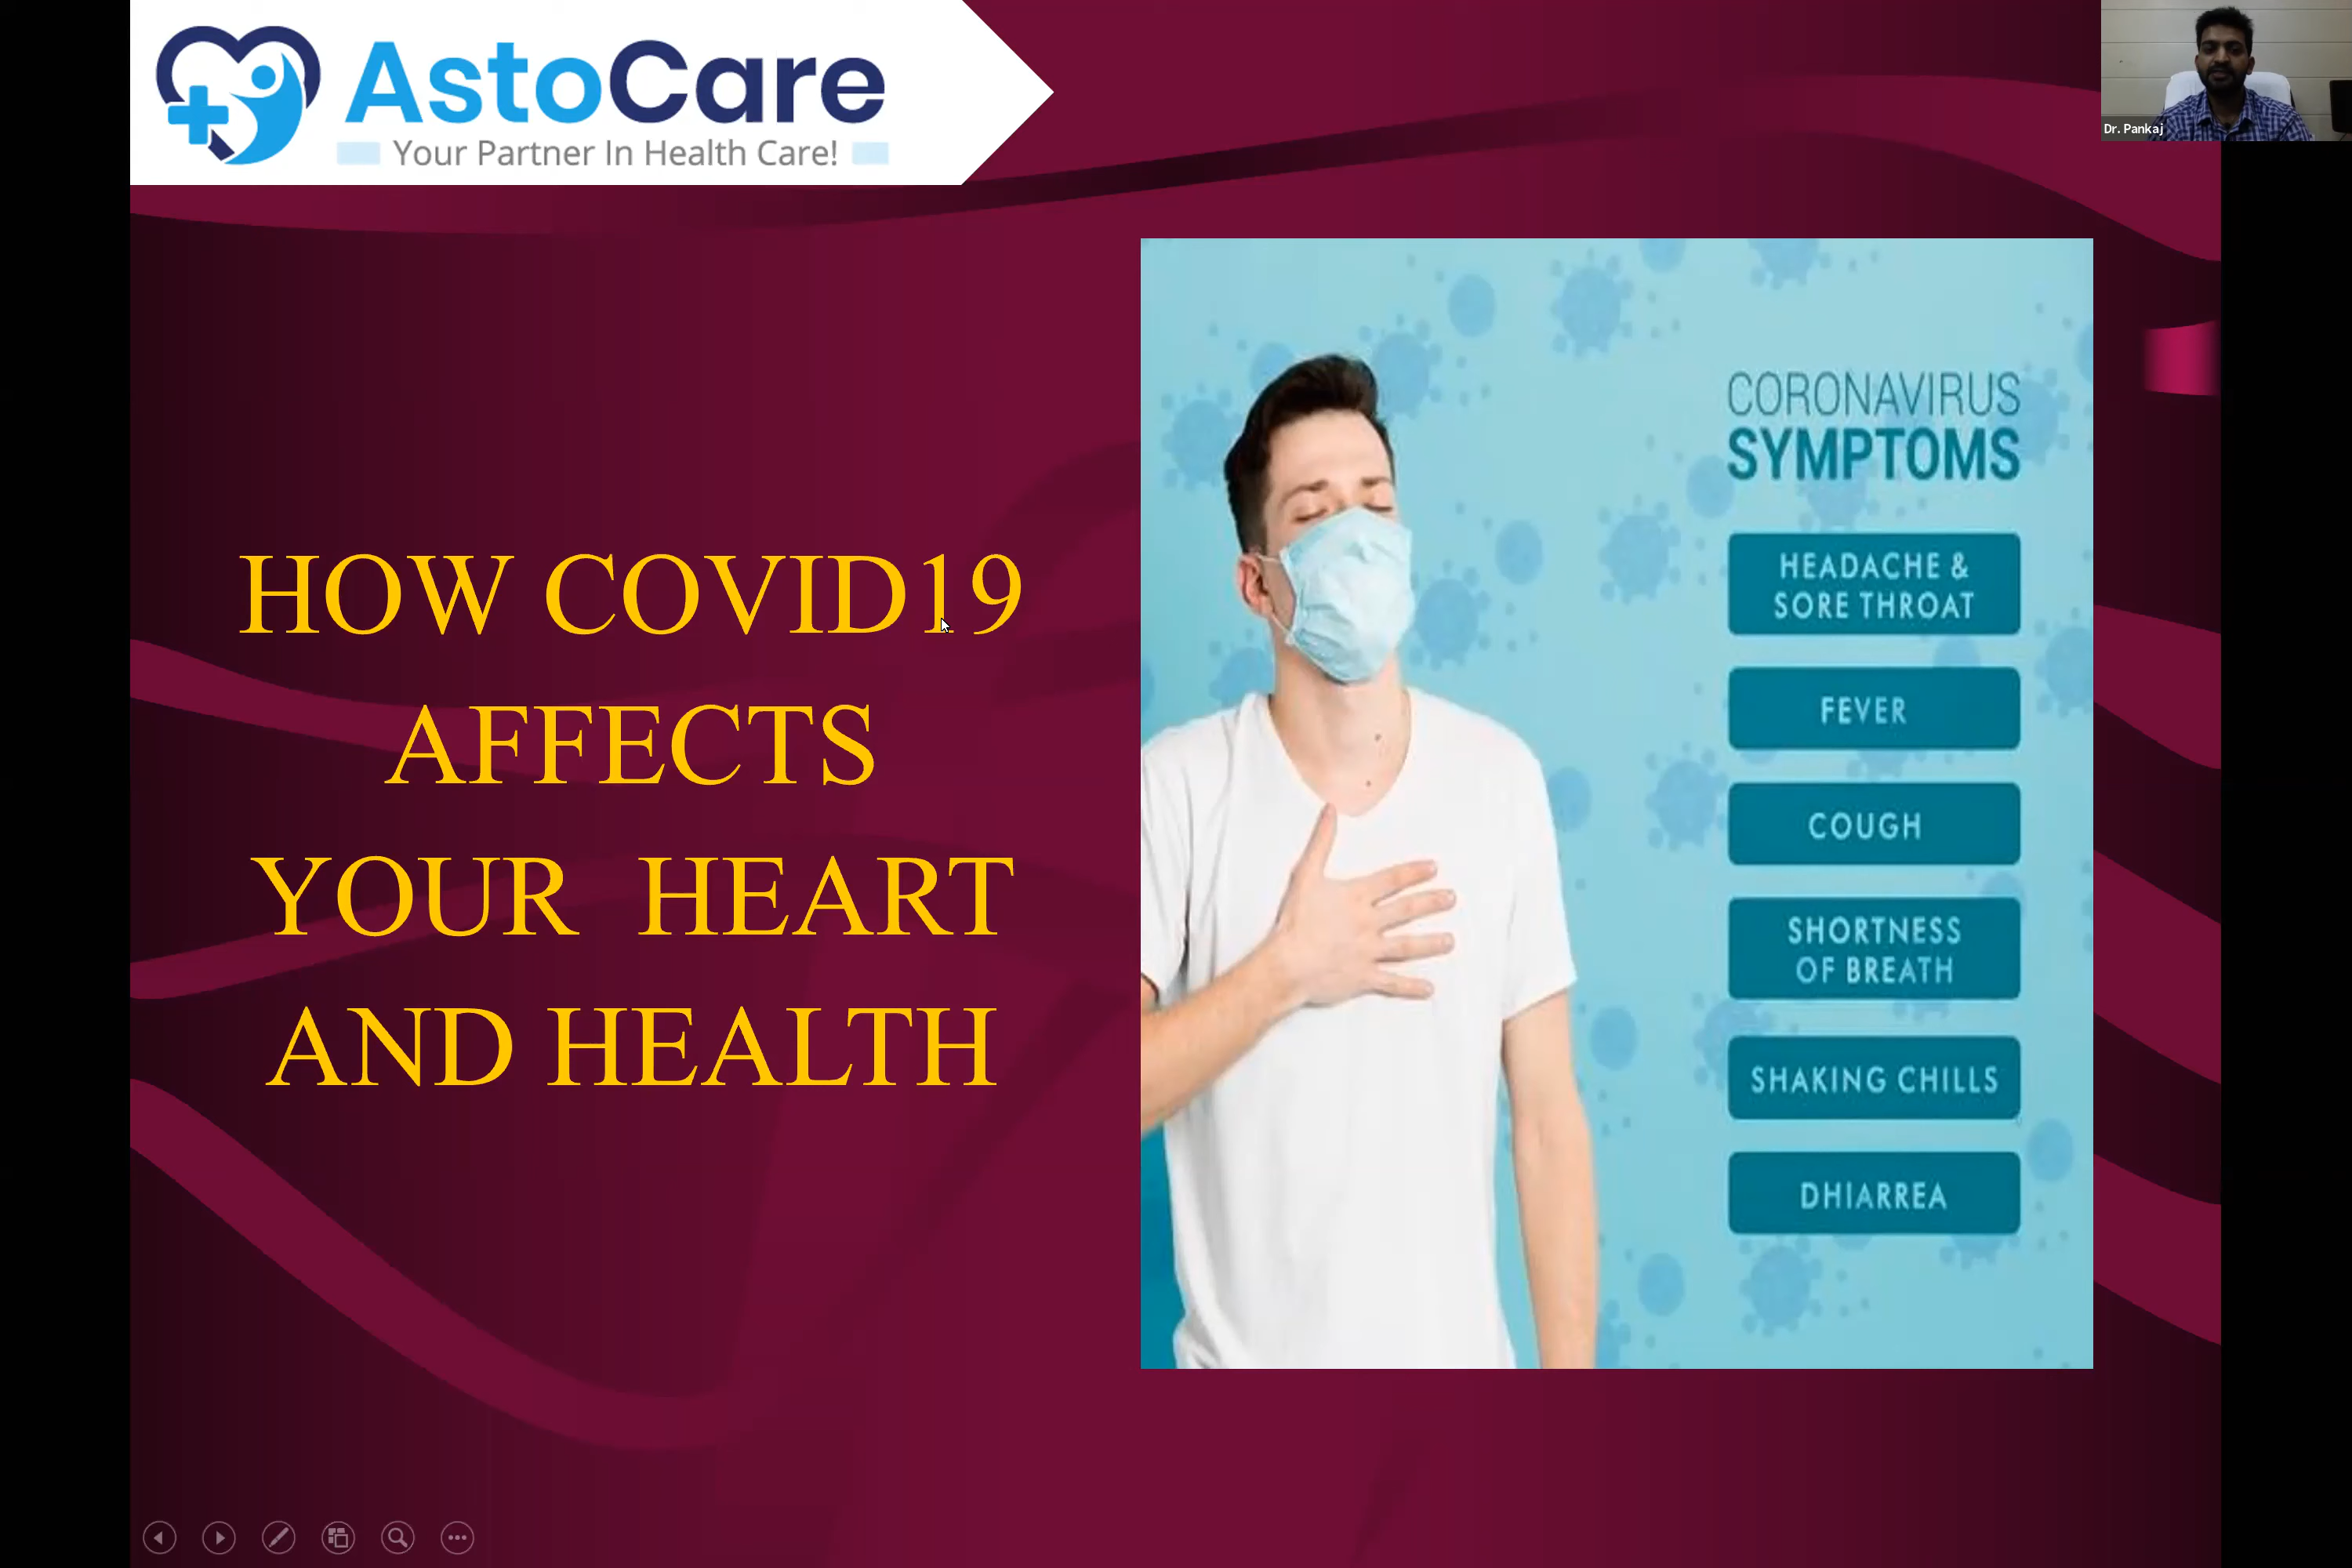 AstoCare
Your Partner In Health Care!
Dr. Pankaj
HOW COVID19
AFFECTS
YOUR  HEART
AND HEALTH
CORONAVIRUS
SYMPTOMS
HEADACHE &
SORE THROAT
FEVER
COUGH
SHORTNESS
OF BREATH
SHAKING CHILLS
DHIARREA